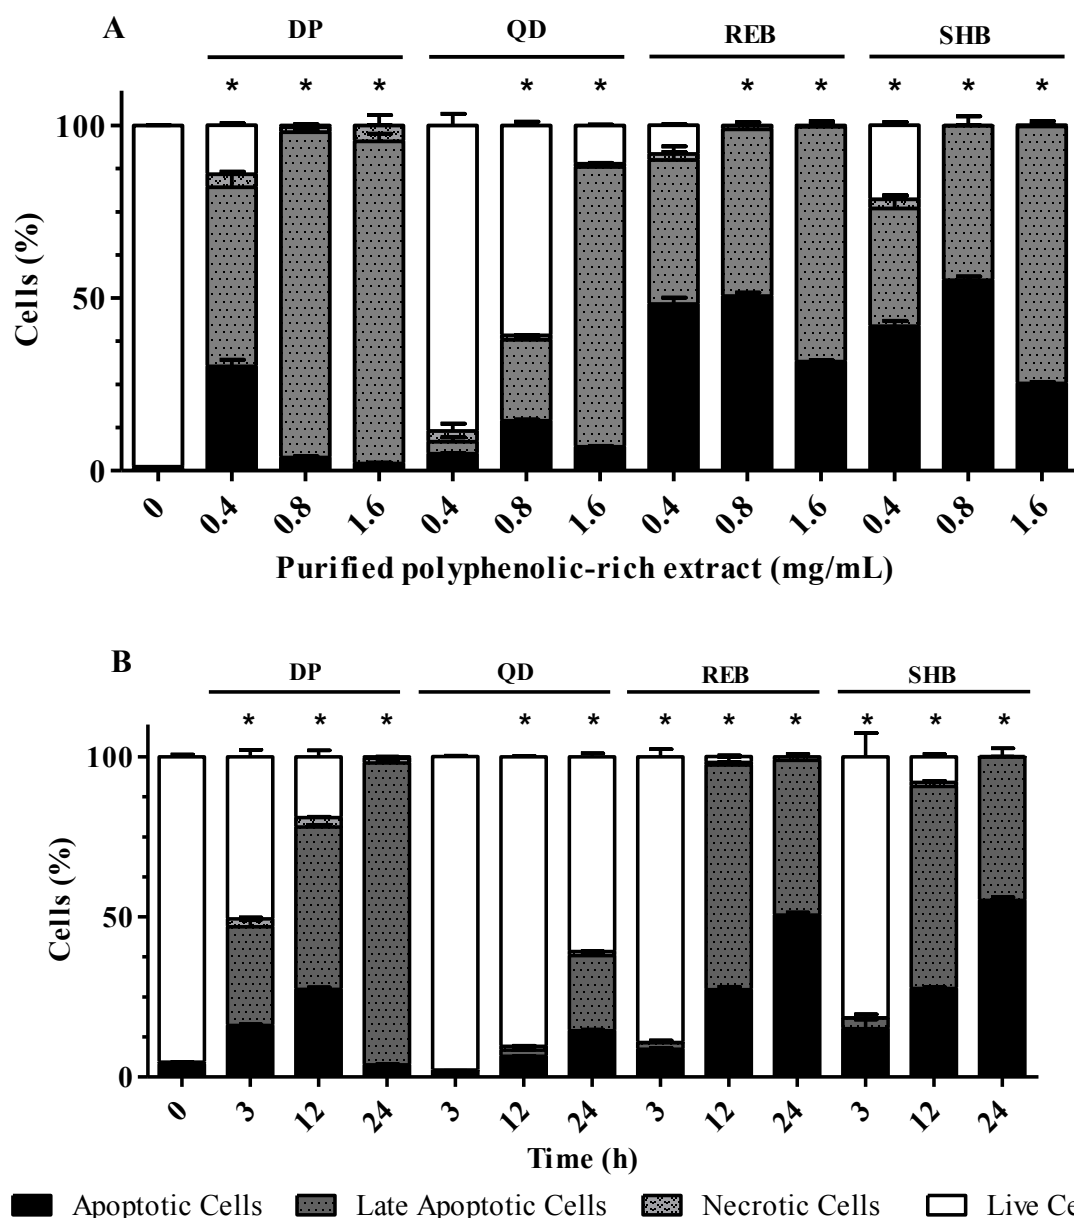 A
DP QD REB SHB
* * * * * * * * * * *
100
50
0
Cells (%)
0 0.4 0.8 1.6 0.4 0.8 1.6 0.4 0.8 1.6 0.4 0.8 1.6
Purified polyphenolic-rich extract (mg/mL)
B
DP QD REB SHB
* * * * * * * * * * *
100
50
0
Cells (%)
0 3 12 24 3 12 24 3 12 24 3 12 24
Time (h)
Apoptotic Cells Late Apoptotic Cells Necrotic Cells Live Ce